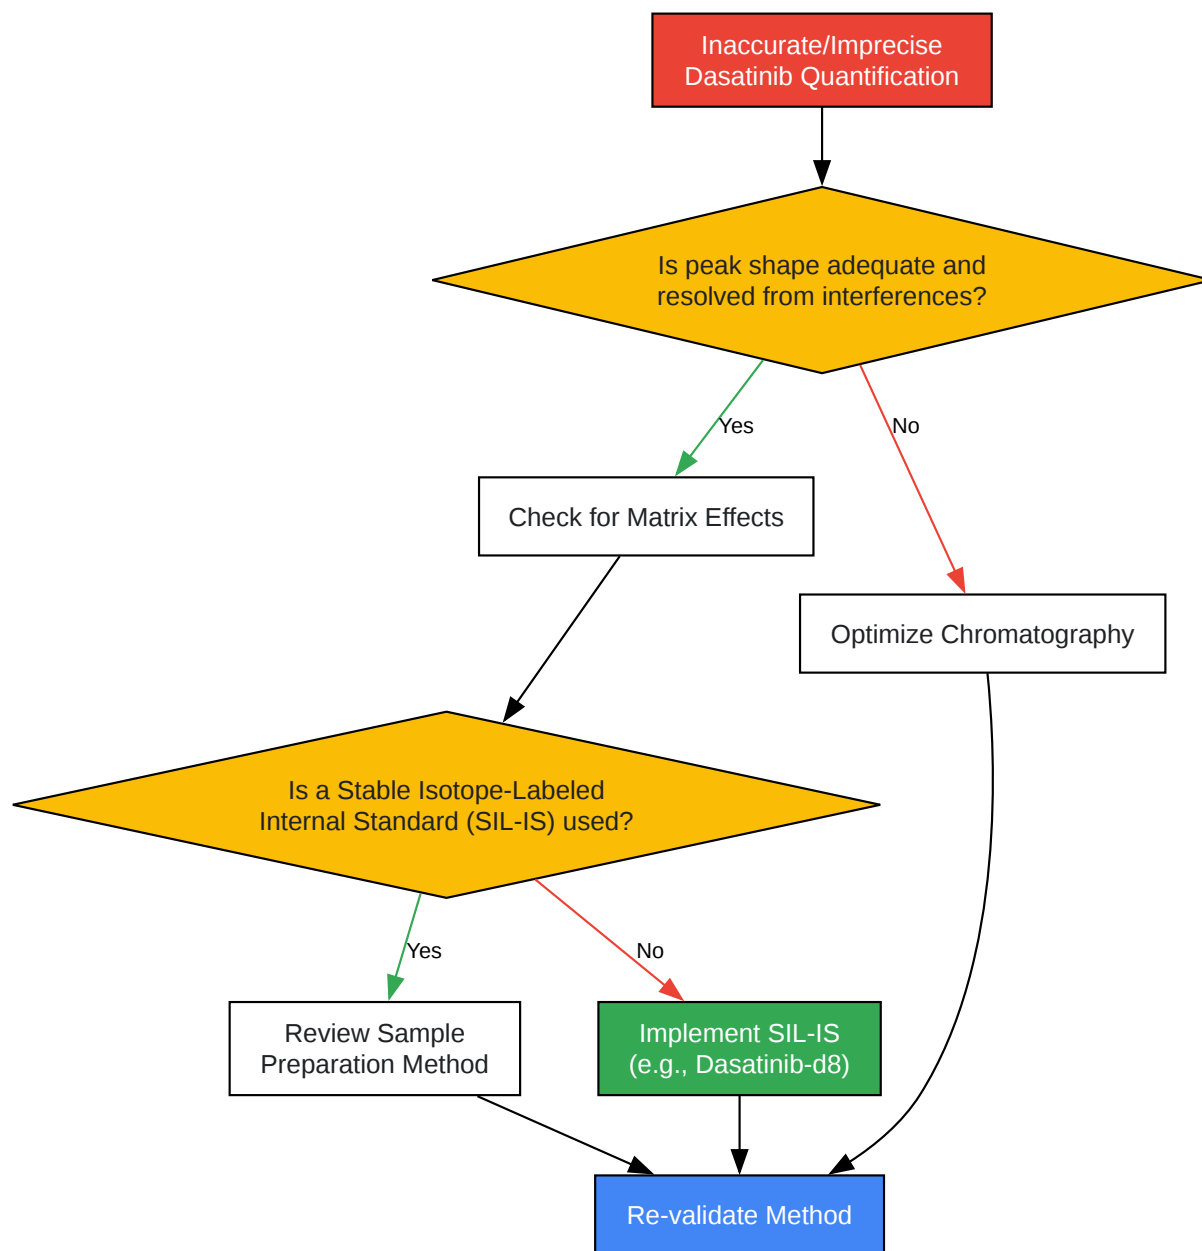 Inaccurate/Imprecise
Dasatinib Quantification
Is peak shape adequate and
resolved from interferences?
Yes
No
Check for Matrix Effects
Optimize Chromatography
Is a Stable Isotope-Labeled
Internal Standard (SIL-IS) used?
Yes
No
Review Sample
Preparation Method
Implement SIL-IS
(e.g., Dasatinib-d8)
Re-validate Method